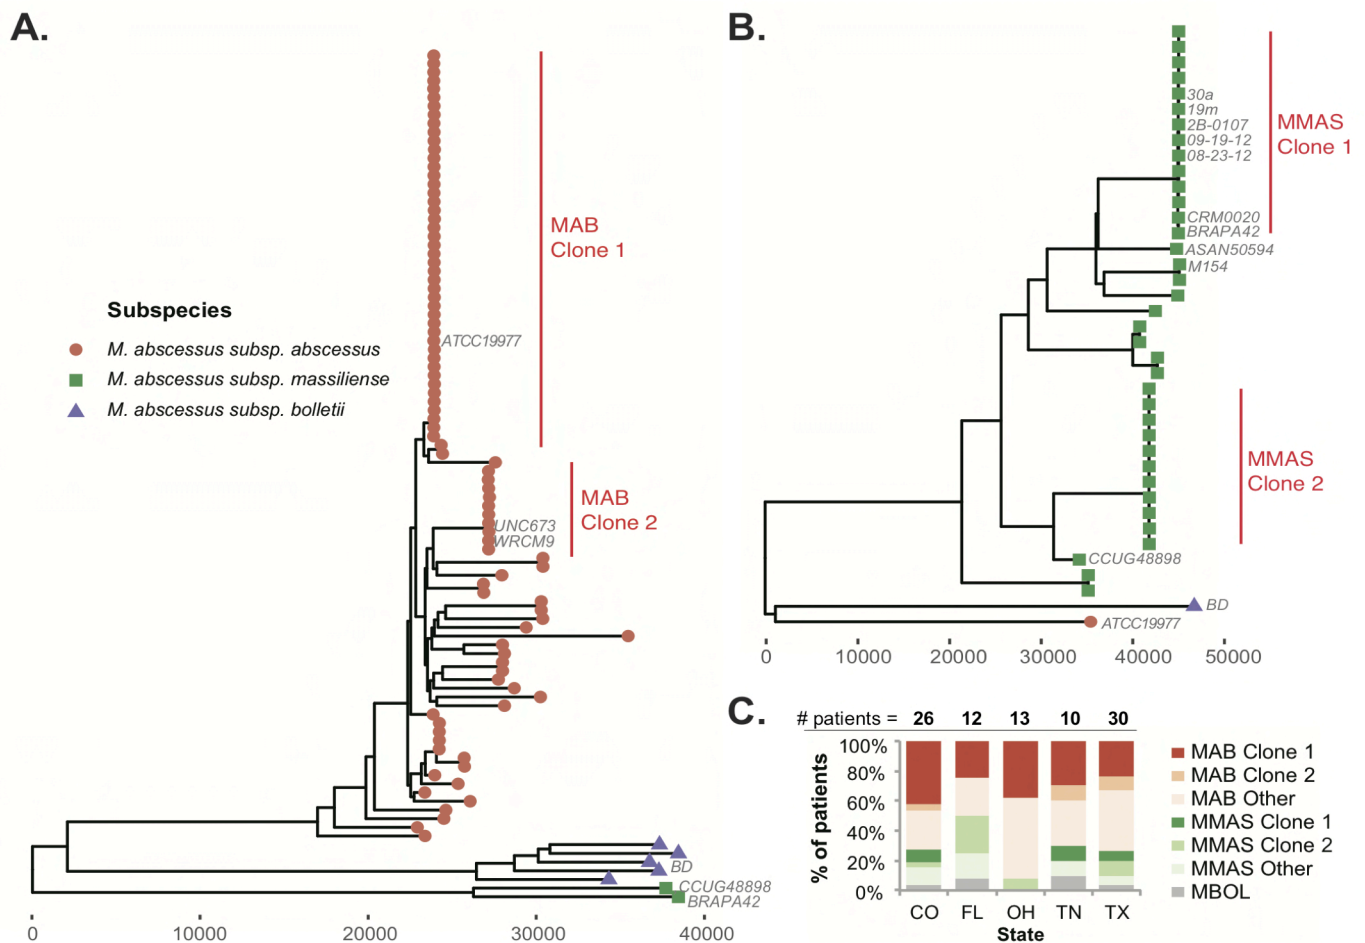 A.
MAB
Clone 1
ATCC19977
Subspecies
M. abscessus subsp. abscessus
M. abscessus subsp. massiliense
M. abscessus subsp. bolletii
MAB
Clone 2
UNC673
WRCM9
BD
CCUG48898
BRAPA42
0 10000 20000 30000 40000
B.
30a
19m
2B-0107
09-19-12
08-23-12
MMAS
Clone 1
CRM0020
BRAPA42
ASAN50594
M154
MMAS
Clone 2
CCUG48898
BD
ATCC19977
0 10000 20000 30000 40000 50000
C.
# patients = 26 12 13 10 30
% of patients
100%
80%
60%
40%
20%
0%
CO FL OH TN TX
State
MAB Clone 1
MAB Clone 2
MAB Other
MMAS Clone 1
MMAS Clone 2
MMAS Other
MBOL